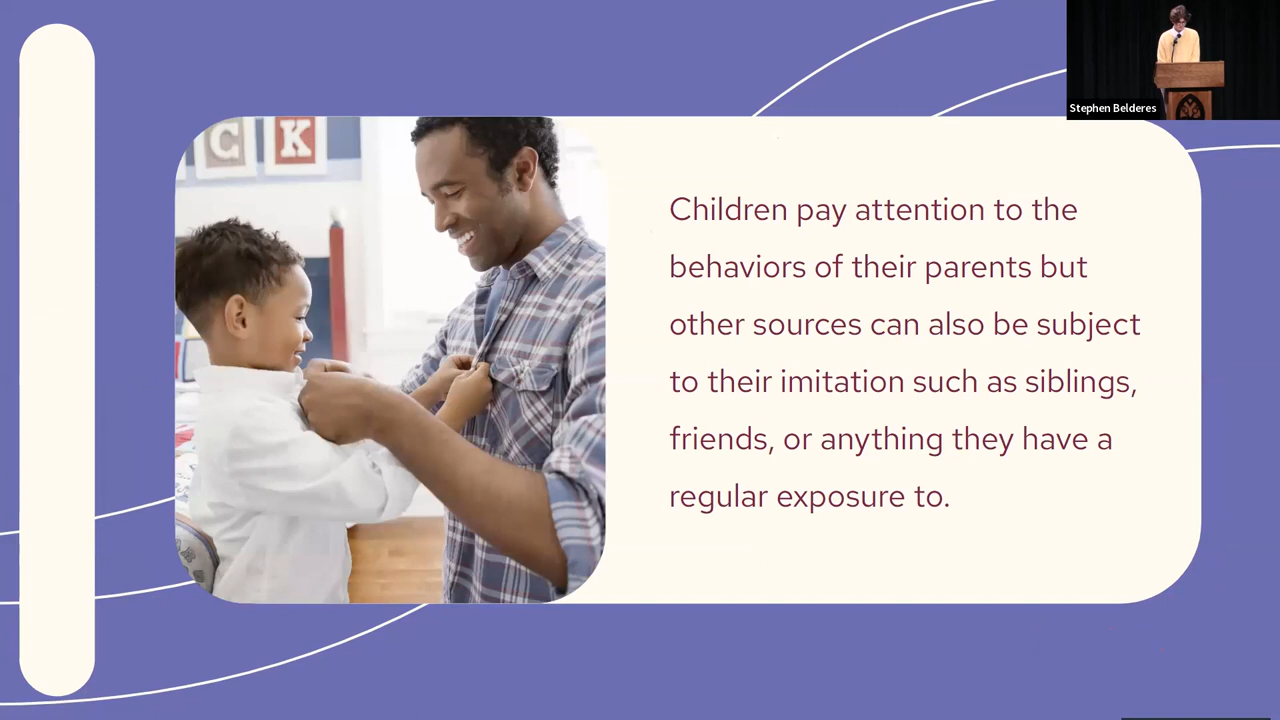 Stephen Belderes
C K
Children pay attention to the
behaviors of their parents but
other sources can also be subject
to their imitation such as siblings,
friends, or anything they have a
regular exposure to.